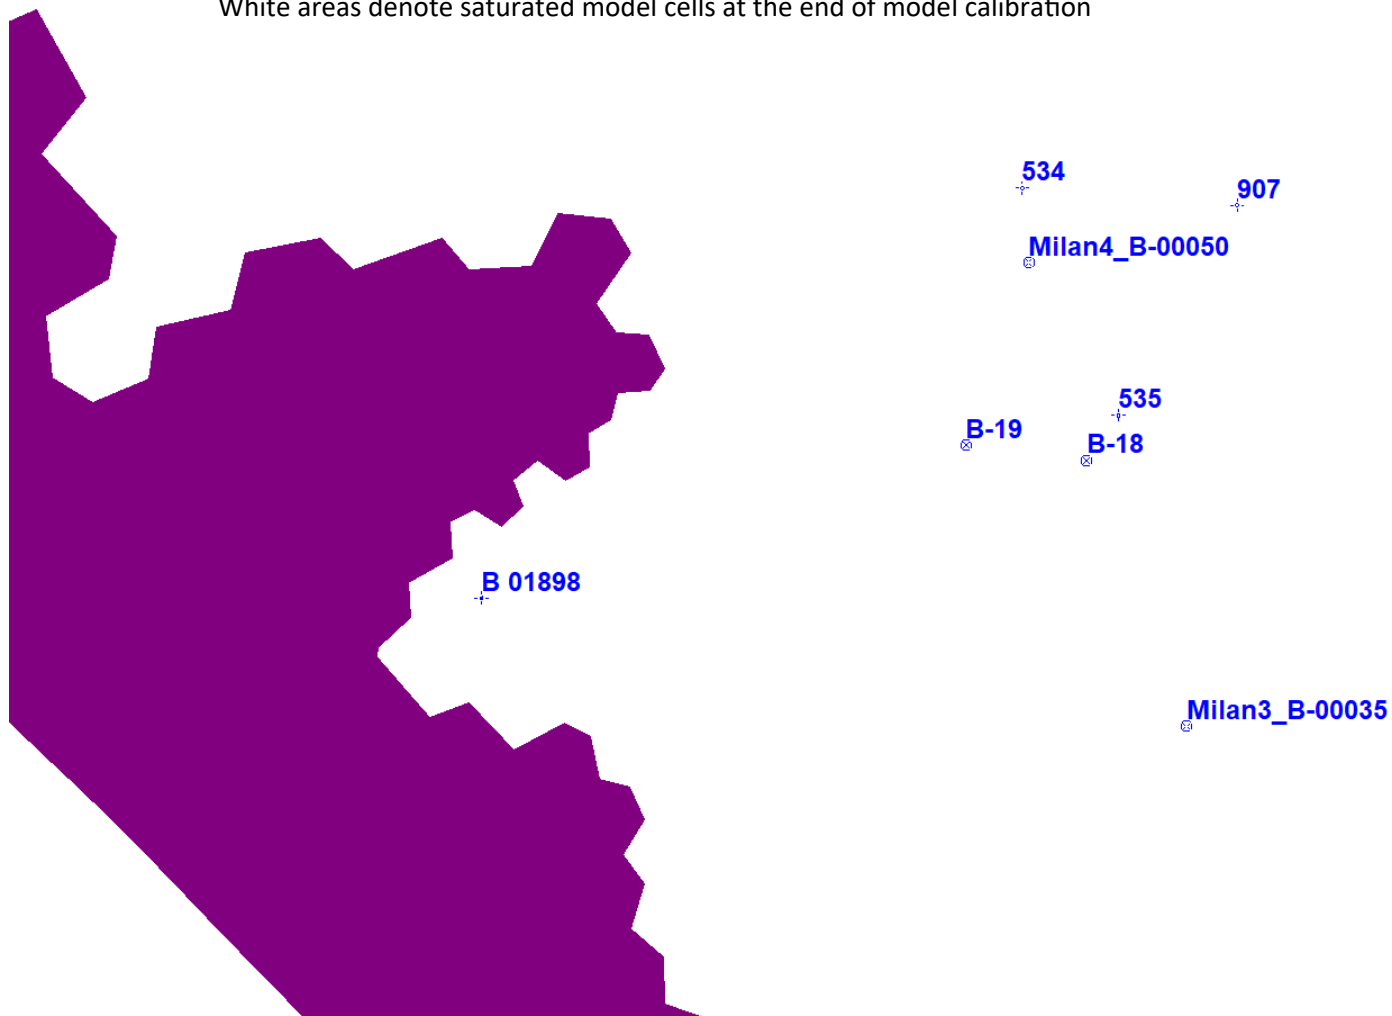 White areas denote saturated model cells at the end of model calibration
534
907
Milan4_B-00050
535
B-19
B-18
B 01898
Milan3_B-00035